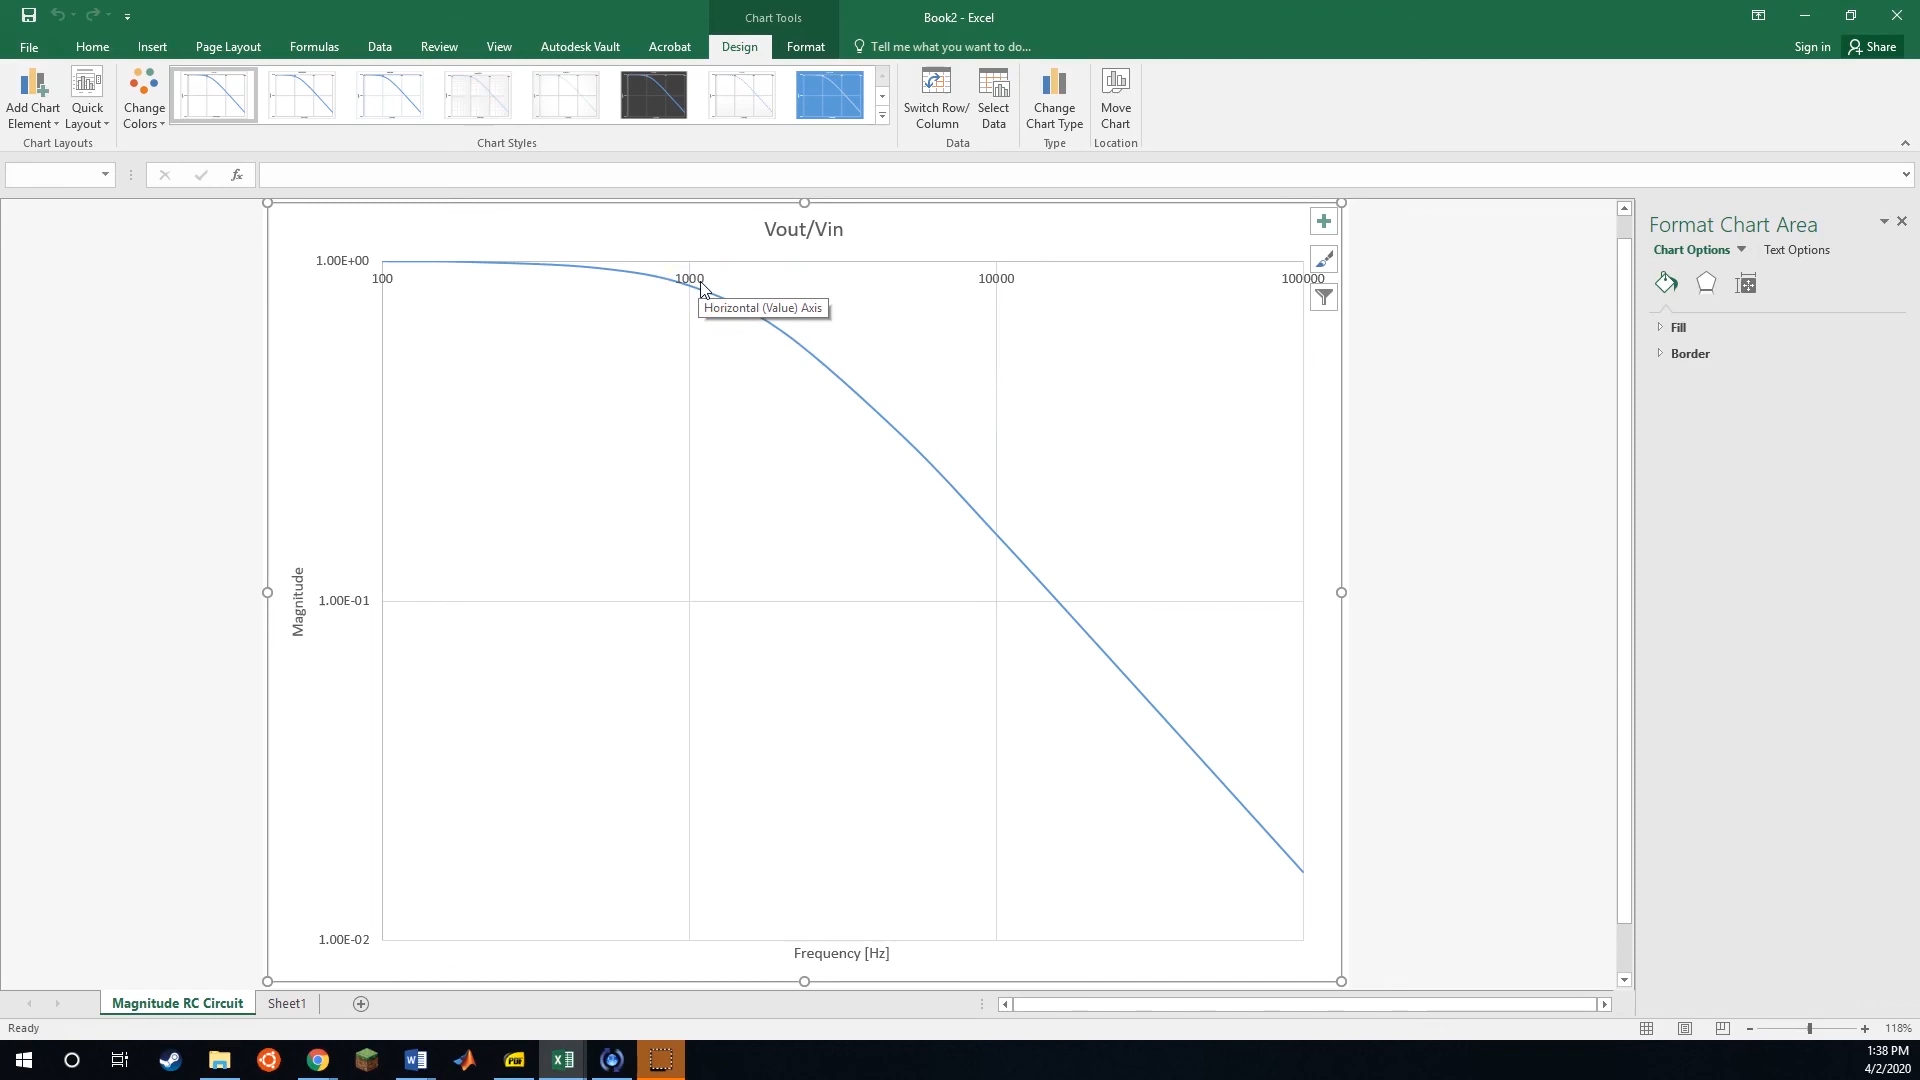 Chart Tools
Book2 - Excel
File Home Insert Page Layout Formulas Data Review View Autodesk Vault Acrobat Design Format Tell me what you want to do... Sign in Share
Add Chart Element
Quick Layout
Change Colors
Switch Row/ Column
Select Data
Change Chart Type
Move Chart
Chart Layouts Chart Styles Data Type Location
fx
Vout/Vin
1.00E+00
100 1000 10000 100000
Horizontal (Value) Axis
Magnitude
1.00E-01
1.00E-02
Frequency [Hz]
Format Chart Area
Chart Options Text Options
Fill
Border
Magnitude RC Circuit Sheet1
Ready
118%
PDF
1:38 PM
4/2/2020